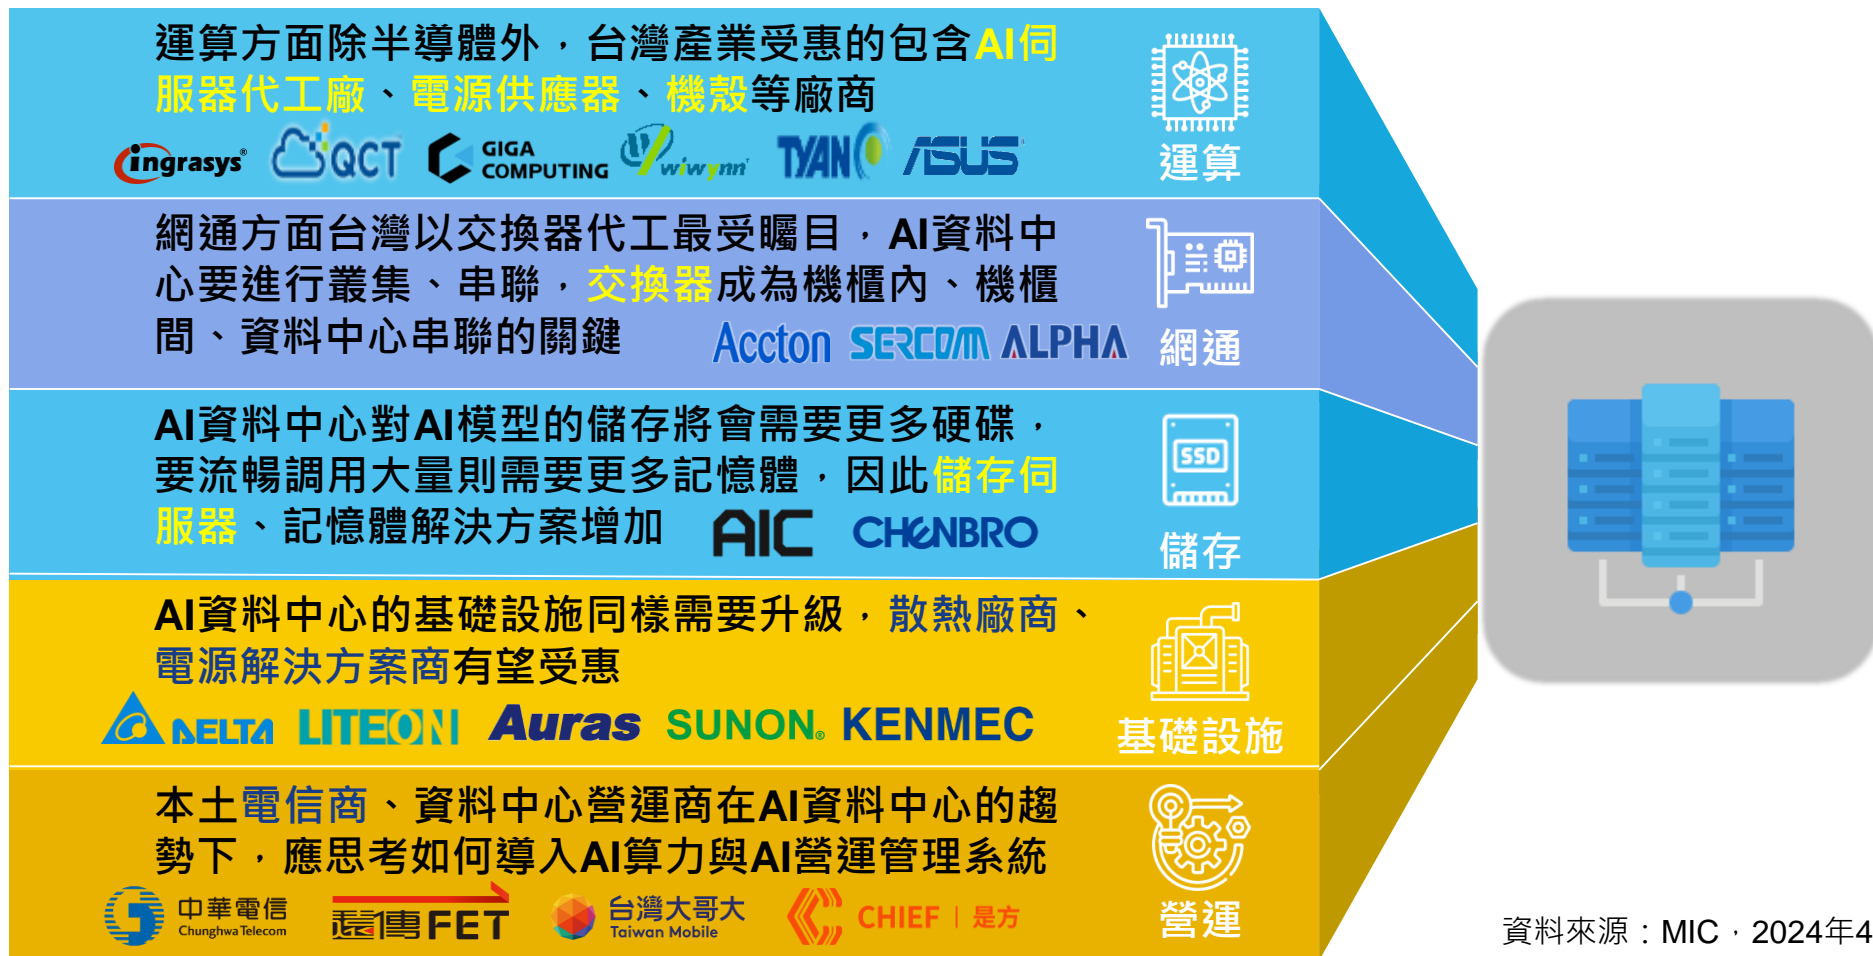 運算方面除半導體外，台灣產業受惠的包含AI伺
服器代工廠、電源供應器、機殼等廠商
ingrasys®
QCT
GIGA
COMPUTING
wiwynn
TYAN
ASUS
運算
網通方面台灣以交換器代工最受矚目，AI資料中
心要進行叢集、串聯，交換器成為機櫃內、機櫃
間、資料中心串聯的關鍵
Accton
SERCOMM
ALPHA
網通
AI資料中心對AI模型的儲存將會需要更多硬碟，
要流暢調用大量則需要更多記憶體，因此儲存伺
服器、記憶體解決方案增加
AIC
CHENBRO
SSD
儲存
AI資料中心的基礎設施同樣需要升級，散熱廠商、
電源解決方案商有望受惠
DELTA
LITEON
Auras
SUNON®
KENMEC
基礎設施
本土電信商、資料中心營運商在AI資料中心的趨
勢下，應思考如何導入AI算力與AI營運管理系統
中華電信
Chunghwa Telecom
遠傳FET
台灣大哥大
Taiwan Mobile
CHIEF | 是方
營運
資料來源：MIC，2024年4